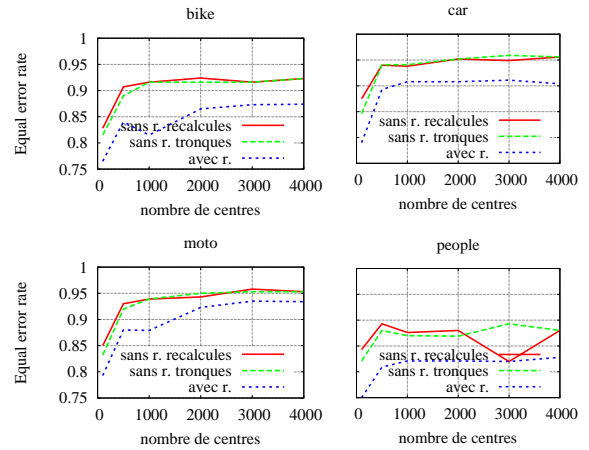 bike
Equal error rate
1
0.95
0.9
0.85
0.8
0.75
sans r. recalcules
sans r. tronques
avec r.
0 1000 2000 3000 4000
nombre de centres
car
sans r. recalcules
sans r. tronques
avec r.
0 1000 2000 3000 4000
nombre de centres
moto
Equal error rate
1
0.95
0.9
0.85
0.8
0.75
sans r. recalcules
sans r. tronques
avec r.
0 1000 2000 3000 4000
nombre de centres
people
sans r. recalcules
sans r. tronques
avec r.
0 1000 2000 3000 4000
nombre de centres